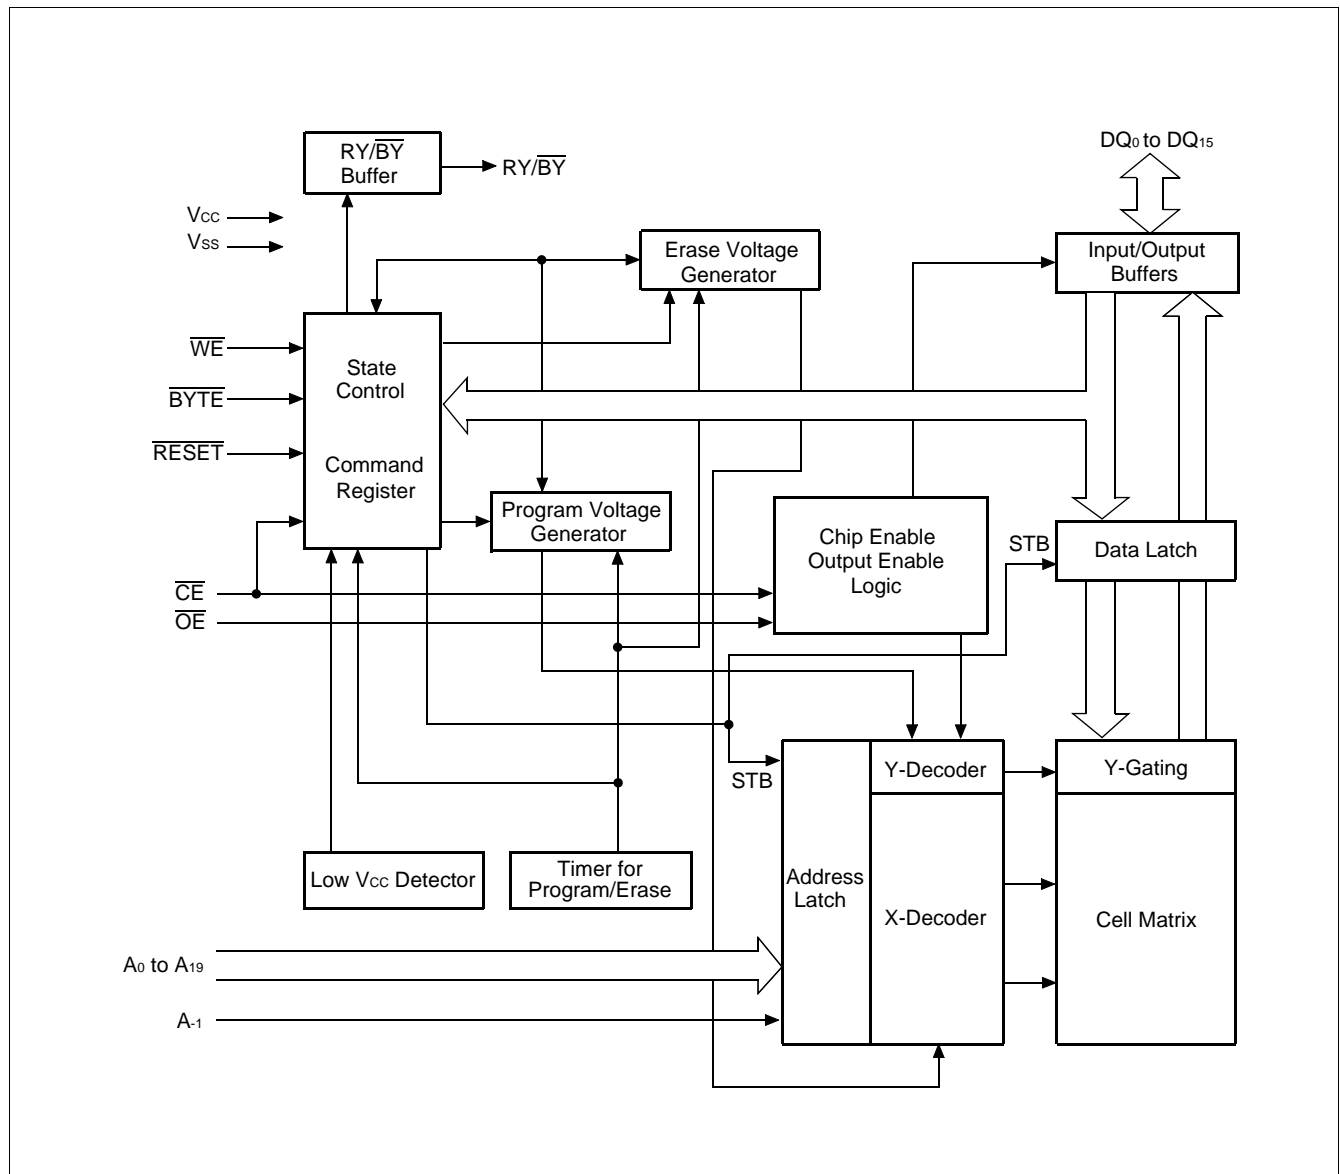 RY/BY
Buffer
RY/BY
DQ0 to DQ15
VCC
VSS
Erase Voltage
Generator
Input/Output
Buffers
WE
State
Control
BYTE
RESET
Command
Register
Program Voltage
Generator
Chip Enable
Output Enable
Logic
STB
Data Latch
CE
OE
STB
Y-Decoder
Y-Gating
Low VCC Detector
Timer for
Program/Erase
Address
Latch
X-Decoder
Cell Matrix
A0 to A19
A-1